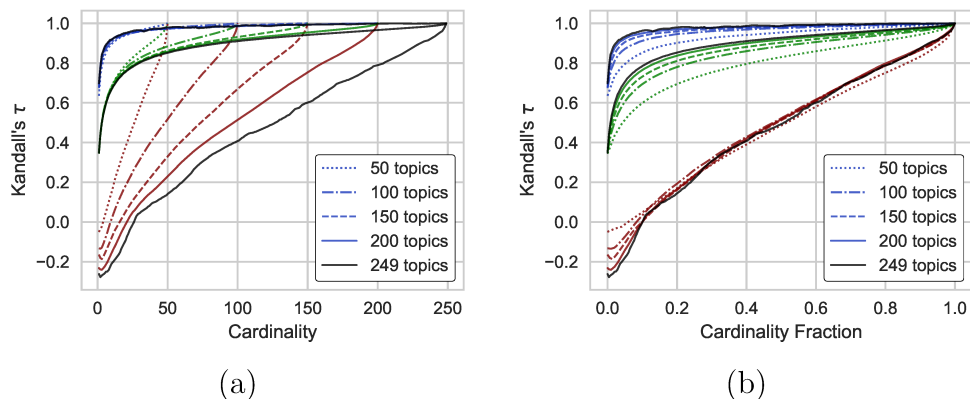 1.0
0.8
0.6
0.4
0.2
0.0
−0.2
Kandall's τ
0 50 100 150 200 250
Cardinality
50 topics
100 topics
150 topics
200 topics
249 topics
(a)
1.0
0.8
0.6
0.4
0.2
0.0
−0.2
Kandall's τ
0.0 0.2 0.4 0.6 0.8 1.0
Cardinality Fraction
50 topics
100 topics
150 topics
200 topics
249 topics
(b)